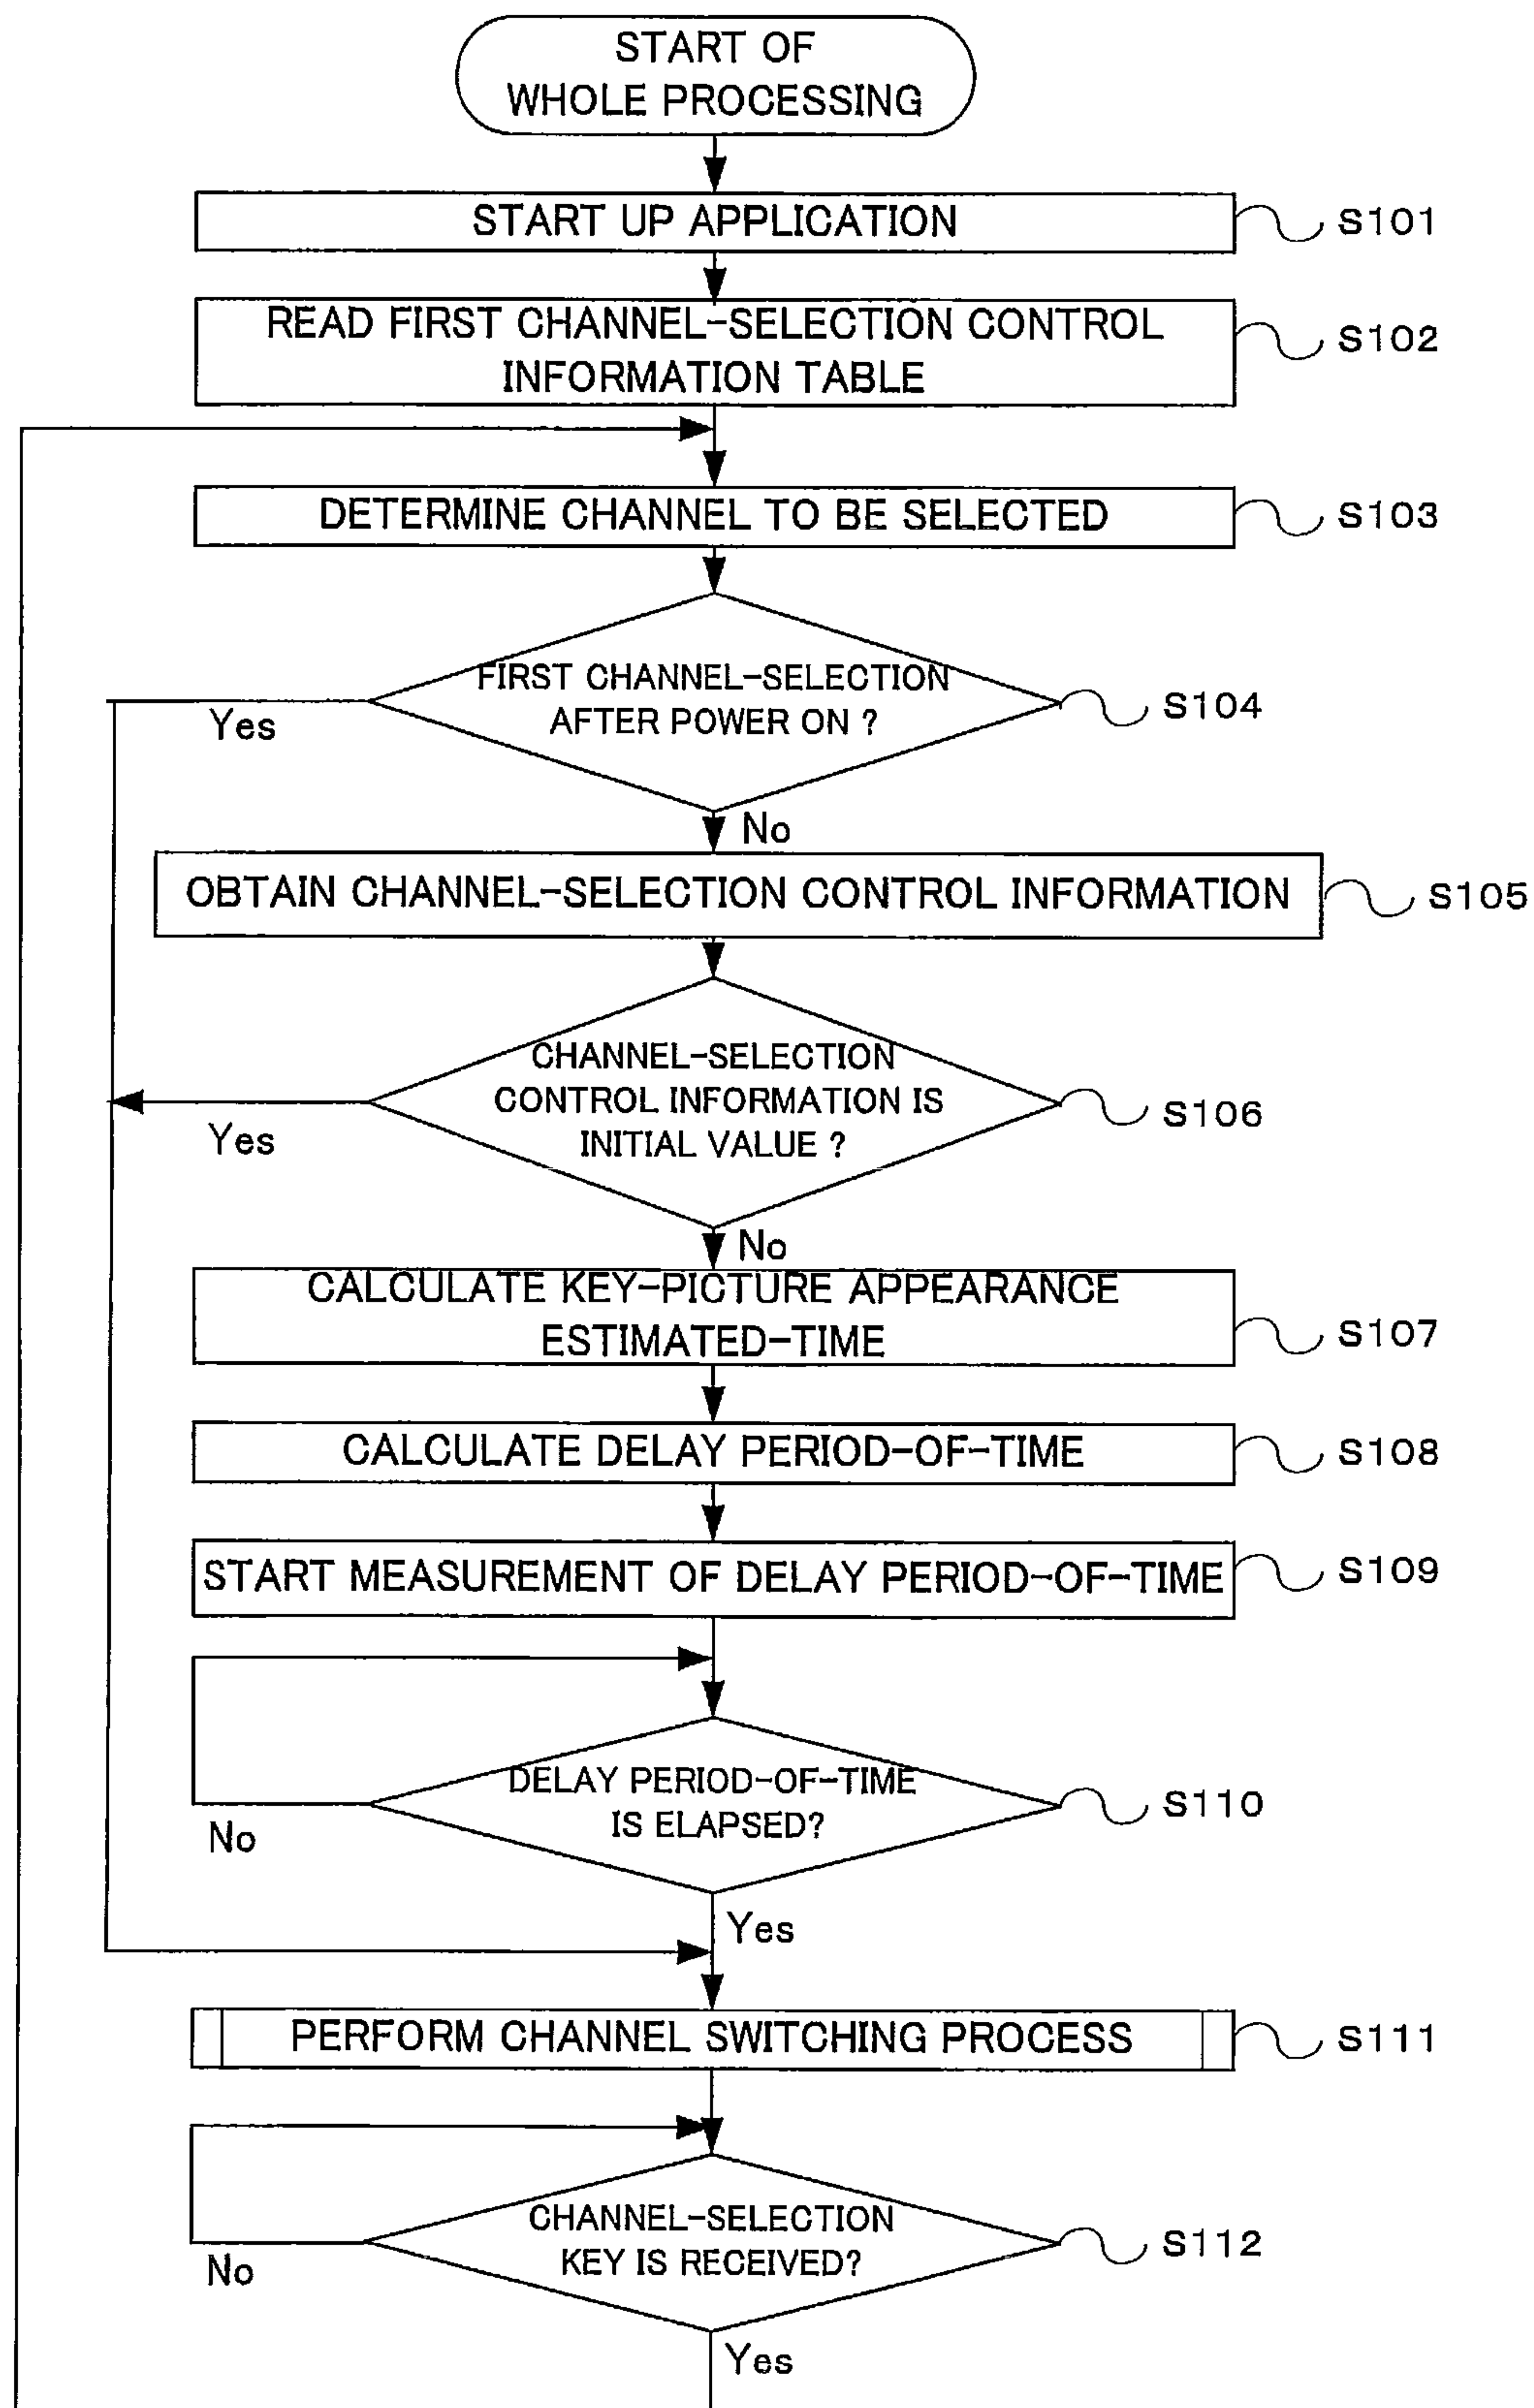 START OF
WHOLE PROCESSING
START UP APPLICATION
S101
READ FIRST CHANNEL-SELECTION CONTROL
INFORMATION TABLE
S102
DETERMINE CHANNEL TO BE SELECTED
S103
FIRST CHANNEL-SELECTION
AFTER POWER ON ?
S104
Yes
No
OBTAIN CHANNEL-SELECTION CONTROL INFORMATION
S105
CHANNEL-SELECTION
CONTROL INFORMATION IS
INITIAL VALUE ?
S106
Yes
No
CALCULATE KEY-PICTURE APPEARANCE
ESTIMATED-TIME
S107
CALCULATE DELAY PERIOD-OF-TIME
S108
START MEASUREMENT OF DELAY PERIOD-OF-TIME
S109
DELAY PERIOD-OF-TIME
IS ELAPSED?
S110
No
Yes
PERFORM CHANNEL SWITCHING PROCESS
S111
CHANNEL-SELECTION
KEY IS RECEIVED?
S112
No
Yes